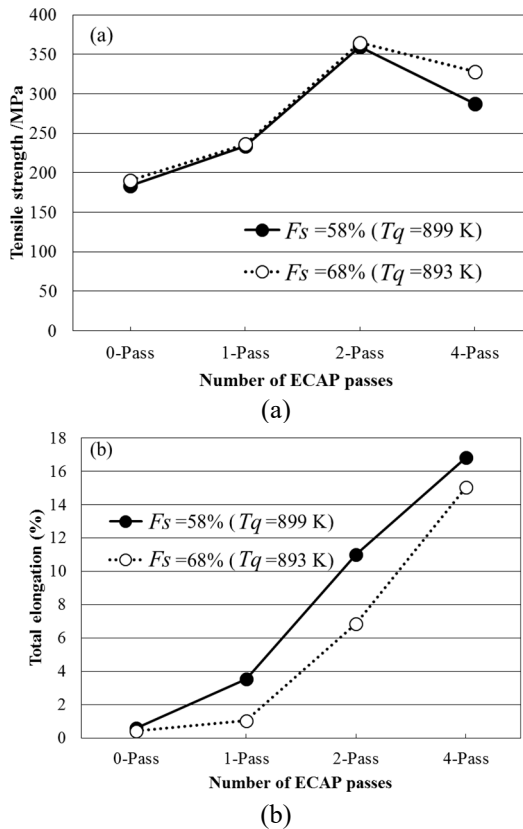 (a)
400
350
300
250
200
150
100
50
0
Tensile strength /MPa
Fs =58% ( Tq =899 K)
Fs =68% ( Tq =893 K)
0-Pass 1-Pass 2-Pass 4-Pass
Number of ECAP passes
(a)
(b)
18
16
14
12
10
8
6
4
2
0
Total elongation (%)
Fs =58% ( Tq =899 K)
Fs =68% ( Tq =893 K)
0-Pass 1-Pass 2-Pass 4-Pass
Number of ECAP passes
(b)